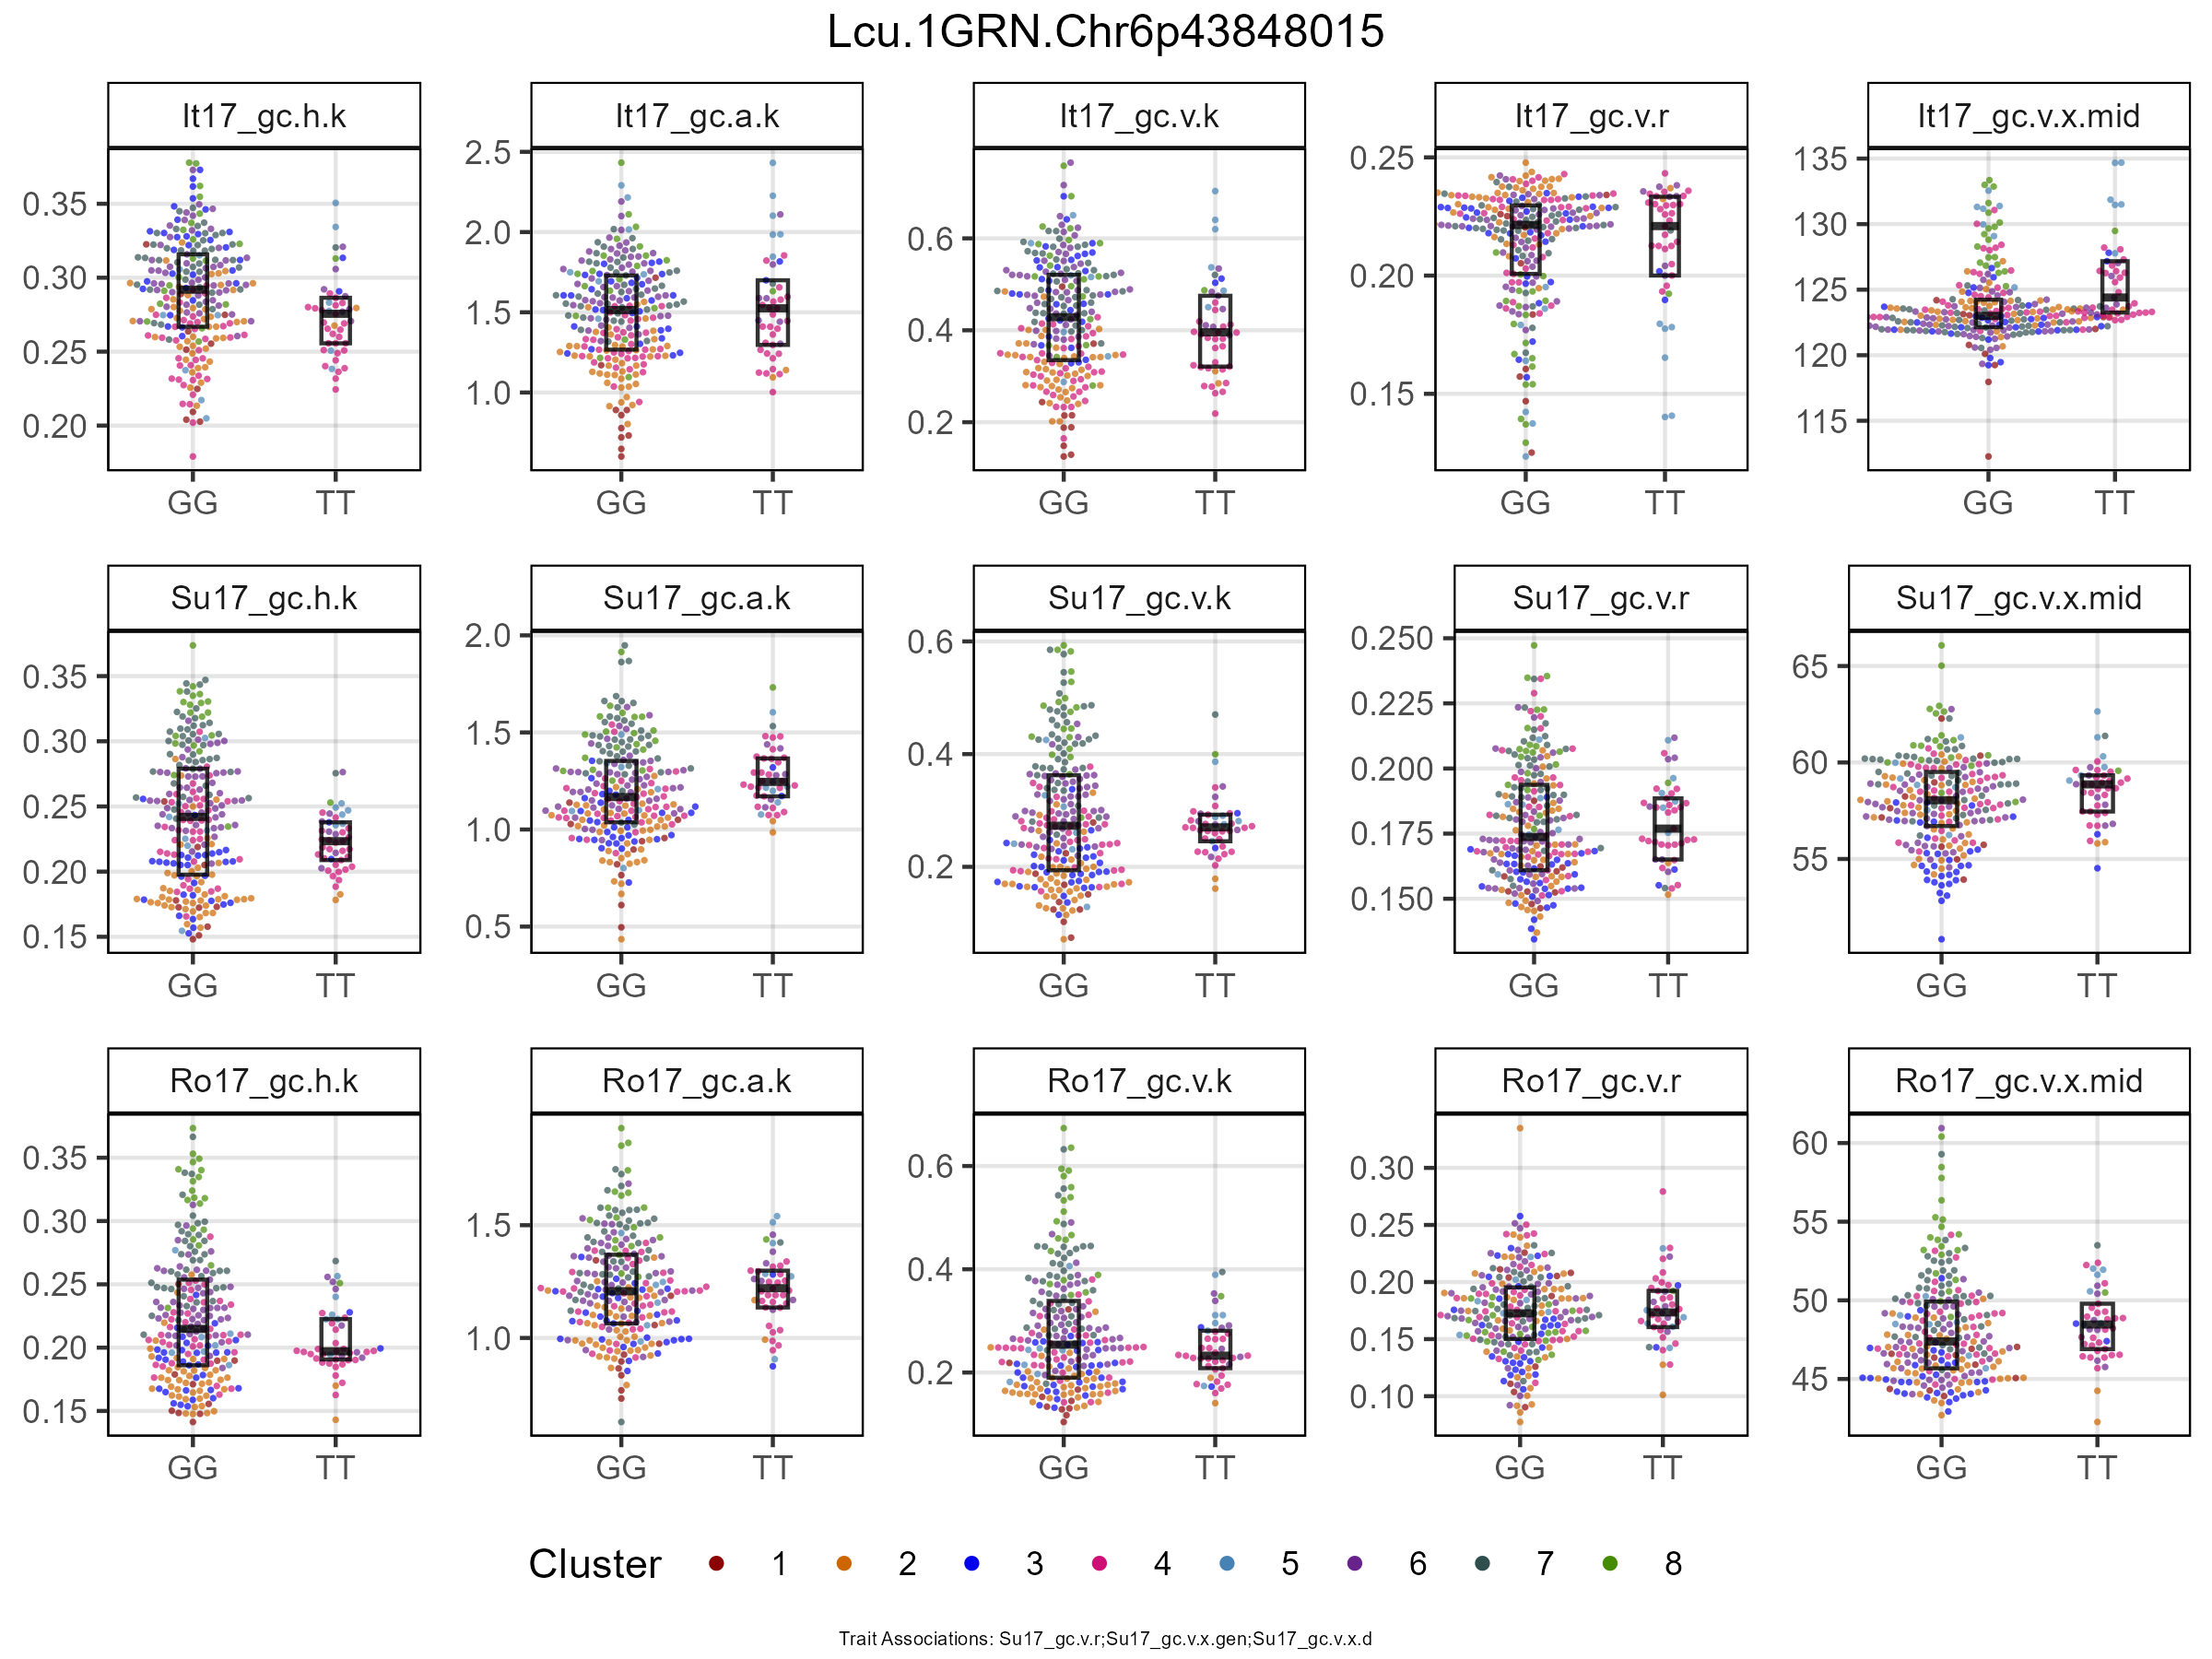 Lcu.1GRN.Chr6p43848015
It17_gc.h.k
It17_gc.a.k
It17_gc.v.k
It17_gc.v.r
It17_gc.v.x.mid
0.35
0.30
0.25
0.20
GG TT
2.5
2.0
1.5
1.0
GG TT
0.6
0.4
0.2
GG TT
0.25
0.20
0.15
GG TT
135
130
125
120
115
GG TT
Su17_gc.h.k
Su17_gc.a.k
Su17_gc.v.k
Su17_gc.v.r
Su17_gc.v.x.mid
0.35
0.30
0.25
0.20
0.15
GG TT
2.0
1.5
1.0
0.5
GG TT
0.6
0.4
0.2
GG TT
0.250
0.225
0.200
0.175
0.150
GG TT
65
60
55
GG TT
Ro17_gc.h.k
Ro17_gc.a.k
Ro17_gc.v.k
Ro17_gc.v.r
Ro17_gc.v.x.mid
0.35
0.30
0.25
0.20
0.15
GG TT
1.5
1.0
GG TT
0.6
0.4
0.2
GG TT
0.30
0.25
0.20
0.15
0.10
GG TT
60
55
50
45
GG TT
Cluster 1 2 3 4 5 6 7 8
Trait Associations: Su17_gc.v.r;Su17_gc.v.x.gen;Su17_gc.v.x.d